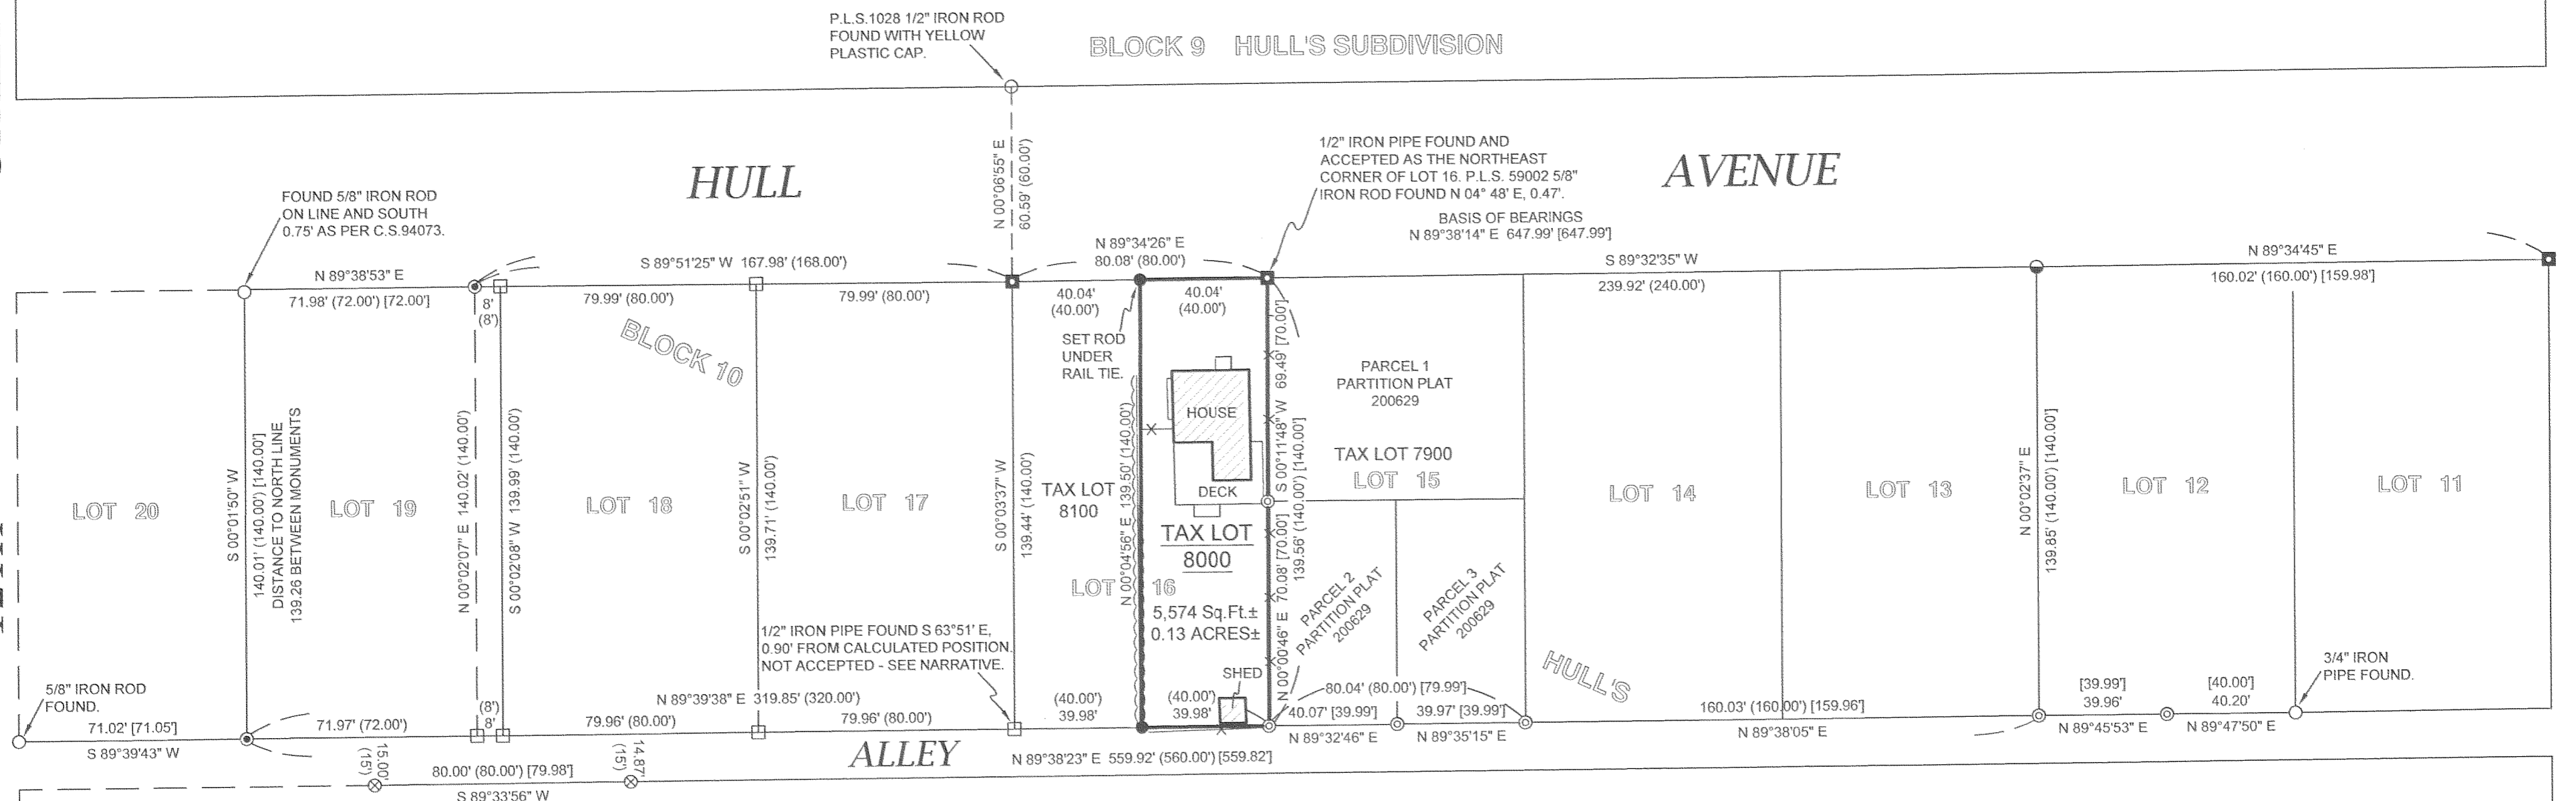 P.L.S.1028 1/2" IRON ROD
FOUND WITH YELLOW
PLASTIC CAP.
BLOCK 9 HULL'S SUBDIVISION
HULL AVENUE
FOUND 5/8" IRON ROD
ON LINE AND SOUTH
0.75' AS PER C.S.94073.
N 00°06'55" E
60.59' (60.00')
1/2" IRON PIPE FOUND AND
ACCEPTED AS THE NORTHEAST
CORNER OF LOT 16. P.L.S. 59002 5/8"
IRON ROD FOUND N 04° 48' E, 0.47'.
BASIS OF BEARINGS
N 89°38'14" E 647.99' [647.99']
N 89°38'53" E
71.98' (72.00') [72.00']
8'
(8')
S 89°51'25" W 167.98' (168.00')
79.99' (80.00')
79.99' (80.00')
N 89°34'26" E
80.08' (80.00')
40.04'
(40.00')
40.04'
(40.00')
S 89°32'35" W
239.92' (240.00')
N 89°34'45" E
160.02' (160.00') [159.98']
BLOCK 10
SET ROD
UNDER
RAIL TIE.
HOUSE
DECK
PARCEL 1
PARTITION PLAT
200629
TAX LOT 7900
LOT 15
LOT 20
S 00°01'50" W
140.01' (140.00') [140.00']
DISTANCE TO NORTH LINE
139.26 BETWEEN MONUMENTS
LOT 19
N 00°02'07" E 140.02' (140.00')
S 00°02'08" W 139.99' (140.00')
LOT 18
S 00°02'51" W
139.71' (140.00')
LOT 17
S 00°03'37" W
139.44' (140.00')
TAX LOT
8100
N 00°04'56" E 139.50' (140.00')
LOT 16
TAX LOT
8000
5,574 Sq.Ft.±
0.13 ACRES±
SHED
S 00°11'48" W 69.49' [70.00']
N 00°00'46" E 70.08' [70.00']
139.56' (140.00') [140.00']
PARCEL 2
PARTITION PLAT
200629
PARCEL 3
PARTITION PLAT
200629
LOT 14
LOT 13
N 00°02'37" E
139.85' (140.00') [140.00']
LOT 12
LOT 11
HULL'S
1/2" IRON PIPE FOUND S 63°51' E,
0.90' FROM CALCULATED POSITION.
NOT ACCEPTED - SEE NARRATIVE.
3/4" IRON
PIPE FOUND.
5/8" IRON ROD
FOUND.
71.02' [71.05']
S 89°39'43" W
71.97' (72.00')
(8')
8'
N 89°39'38" E 319.85' (320.00')
79.96' (80.00')
79.96' (80.00')
(40.00')
39.98'
(40.00')
39.98'
80.04' (80.00') [79.99']
40.07' [39.99']
N 89°32'46" E
39.97' [39.99']
N 89°35'15" E
160.03' (160.00') [159.96']
N 89°38'05" E
[39.99']
39.96'
N 89°45'53" E
[40.00']
40.20'
N 89°47'50" E
ALLEY
N 89°38'23" E 559.92' (560.00') [559.82']
15.00'
(15')
80.00' (80.00') [79.98']
14.87'
(15')
S 89°33'56" W